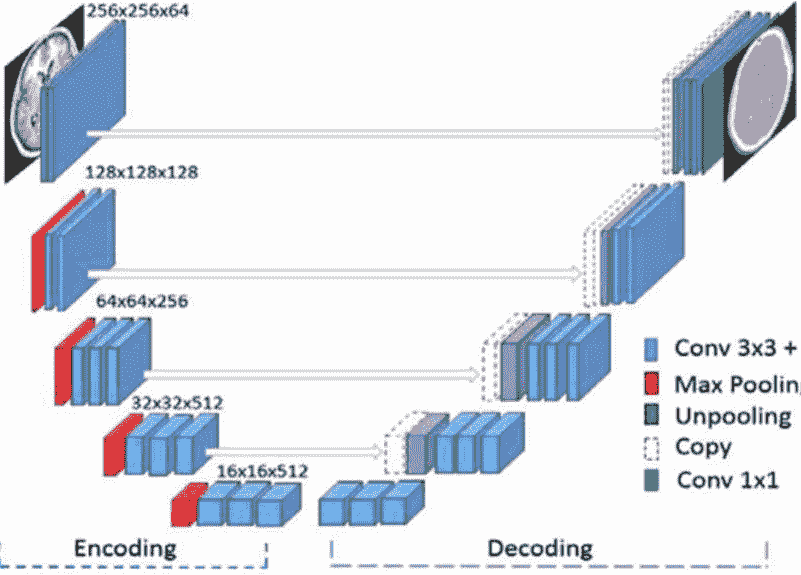 256x256x64
128x128x128
64x64x256
32x32x512
16x16x512
Conv 3x3 +
Max Pooling
Unpooling
Copy
Conv 1x1
Encoding
Decoding